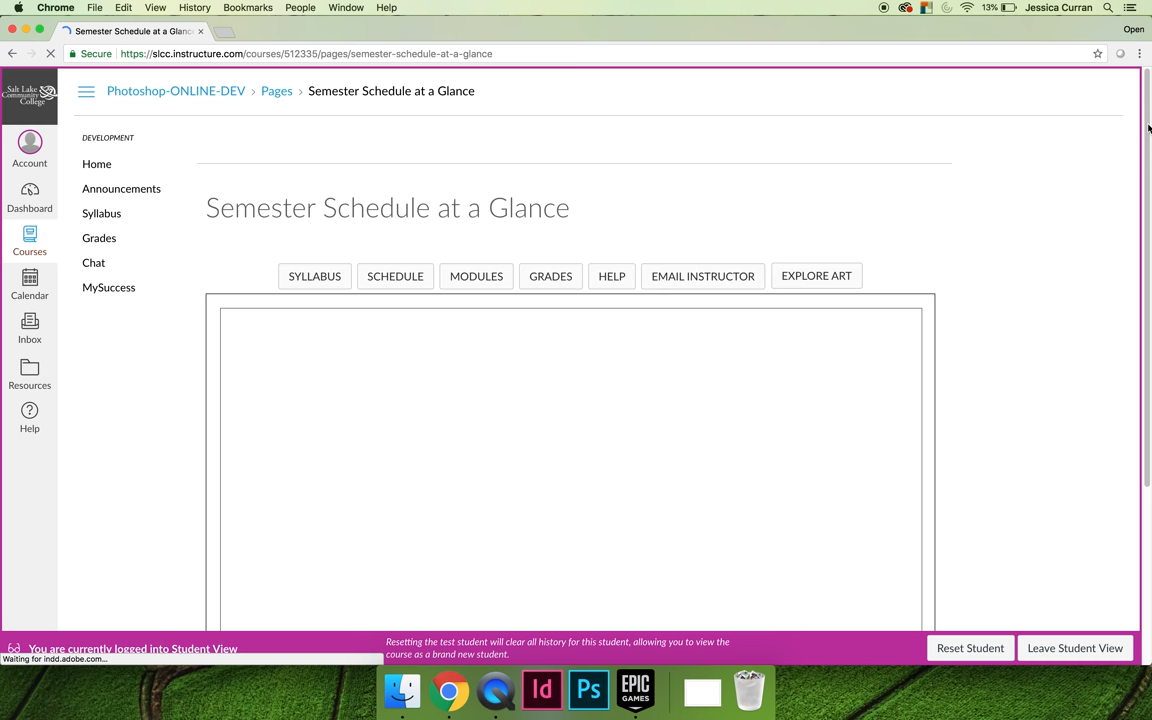 Chrome File Edit View History Bookmarks People Window Help 13% Jessica Curran
Semester Schedule at a Glanc × Open
Secure https://slcc.instructure.com/courses/512335/pages/semester-schedule-at-a-glance
Salt Lake
Community
College
Photoshop-ONLINE-DEV › Pages › Semester Schedule at a Glance
DEVELOPMENT
Home
Announcements
Syllabus
Grades
Chat
MySuccess
Account
Dashboard
Courses
Calendar
Inbox
Resources
Help
Semester Schedule at a Glance
SYLLABUS SCHEDULE MODULES GRADES HELP EMAIL INSTRUCTOR EXPLORE ART
You are currently logged into Student View
Resetting the test student will clear all history for this student, allowing you to view the
course as a brand new student.
Reset Student Leave Student View
Waiting for indd.adobe.com...
Id Ps EPIC
GAMES